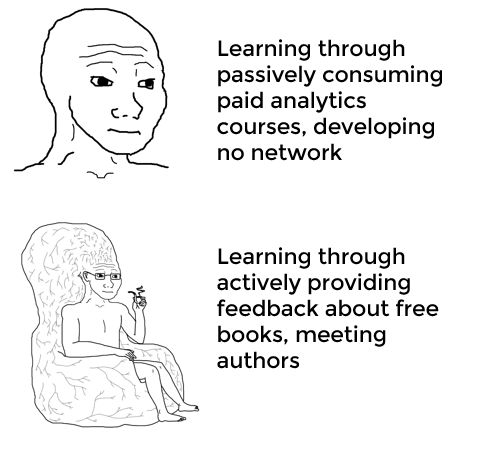 Learning through
passively consuming
paid analytics
courses, developing
no network
Learning through
actively providing
feedback about free
books, meeting
authors